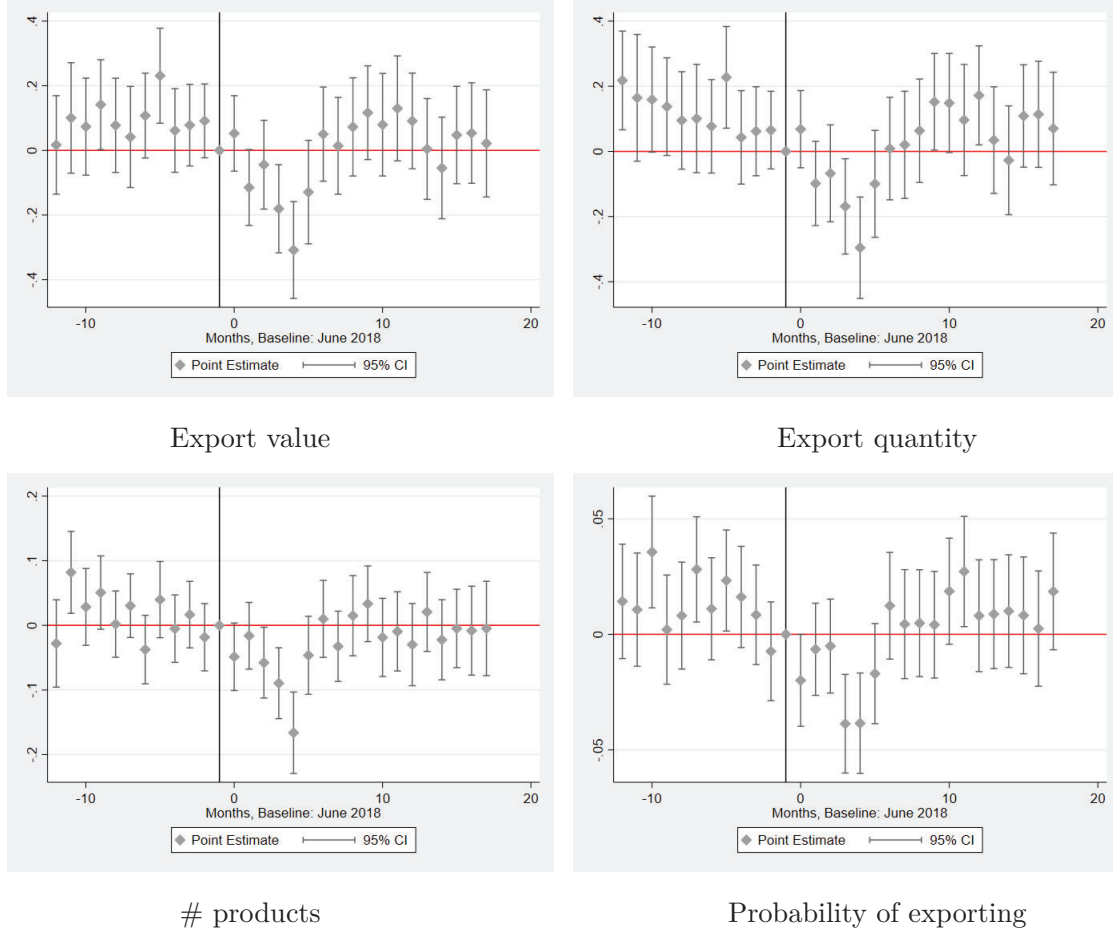 .4
.2
0
-.2
-.4
-10
0
10
20
Months, Baseline: June 2018
Point Estimate
95% CI
Export value
.4
.2
0
-.2
-.4
-10
0
10
20
Months, Baseline: June 2018
Point Estimate
95% CI
Export quantity
.2
.1
0
-.1
-.2
-10
0
10
20
Months, Baseline: June 2018
Point Estimate
95% CI
# products
.05
0
-.05
-10
0
10
20
Months, Baseline: June 2018
Point Estimate
95% CI
Probability of exporting